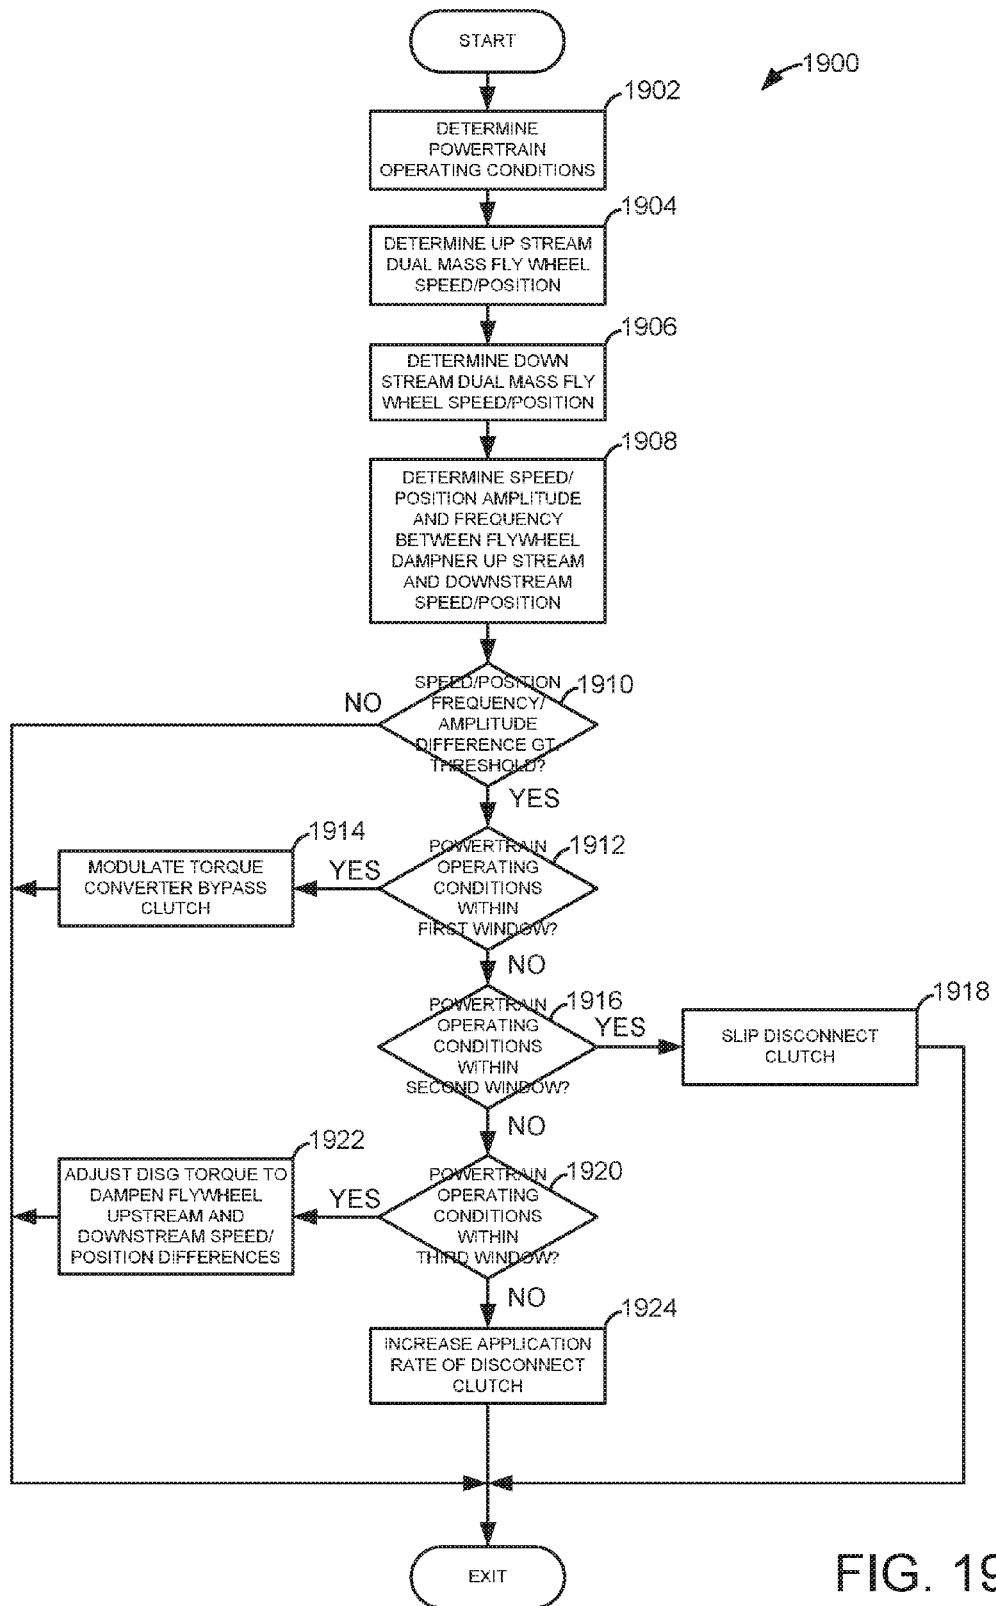 START
1900
1902
DETERMINE
POWERTRAIN
OPERATING CONDITIONS
1904
DETERMINE UP STREAM
DUAL MASS FLY WHEEL
SPEED/POSITION
1906
DETERMINE DOWN
STREAM DUAL MASS FLY
WHEEL SPEED/POSITION
1908
DETERMINE SPEED/
POSITION AMPLITUDE
AND FREQUENCY
BETWEEN FLYWHEEL
DAMPNER UP STREAM
AND DOWNSTREAM
SPEED/POSITION
1910
SPEED/POSITION
FREQUENCY/
AMPLITUDE
DIFFERENCE GT.
THRESHOLD?
NO
YES
1912
POWERTRAIN
OPERATING
CONDITIONS
WITHIN
FIRST WINDOW?
YES
1914
MODULATE TORQUE
CONVERTER BYPASS
CLUTCH
NO
1916
POWERTRAIN
OPERATING
CONDITIONS
WITHIN
SECOND WINDOW?
YES
1918
SLIP DISCONNECT
CLUTCH
NO
1920
POWERTRAIN
OPERATING
CONDITIONS
WITHIN
THIRD WINDOW?
YES
1922
ADJUST DISG TORQUE TO
DAMPEN FLYWHEEL
UPSTREAM AND
DOWNSTREAM SPEED/
POSITION DIFFERENCES
NO
1924
INCREASE APPLICATION
RATE OF DISCONNECT
CLUTCH
EXIT
FIG. 19